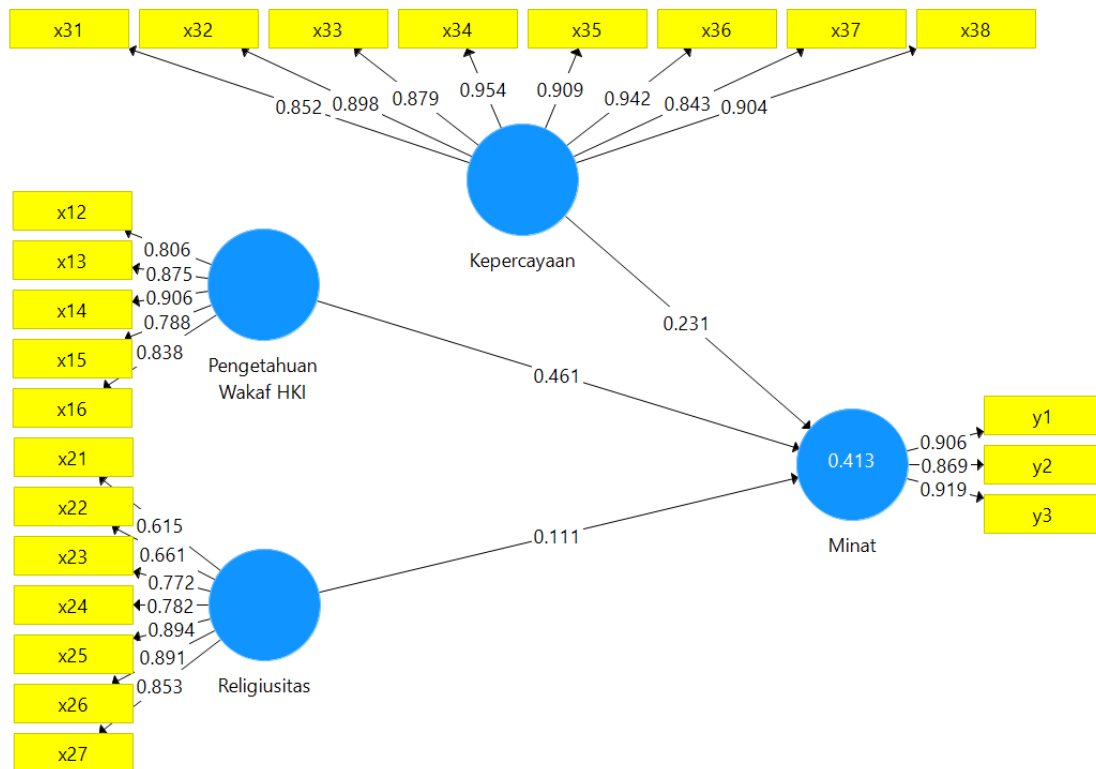 x31 x32 x33 x34 x35 x36 x37 x38
0.852 0.898 0.879 0.954 0.909 0.942 0.843 0.904
Kepercayaan
x12
x13
x14
x15
x16
0.806
0.875
0.906
0.788
0.838
Pengetahuan
Wakaf HKI
0.231
0.461
0.111
x21
x22
x23
x24
x25
x26
x27
0.615
0.661
0.772
0.782
0.894
0.891
0.853
Religiusitas
0.413
Minat
0.906
0.869
0.919
y1
y2
y3